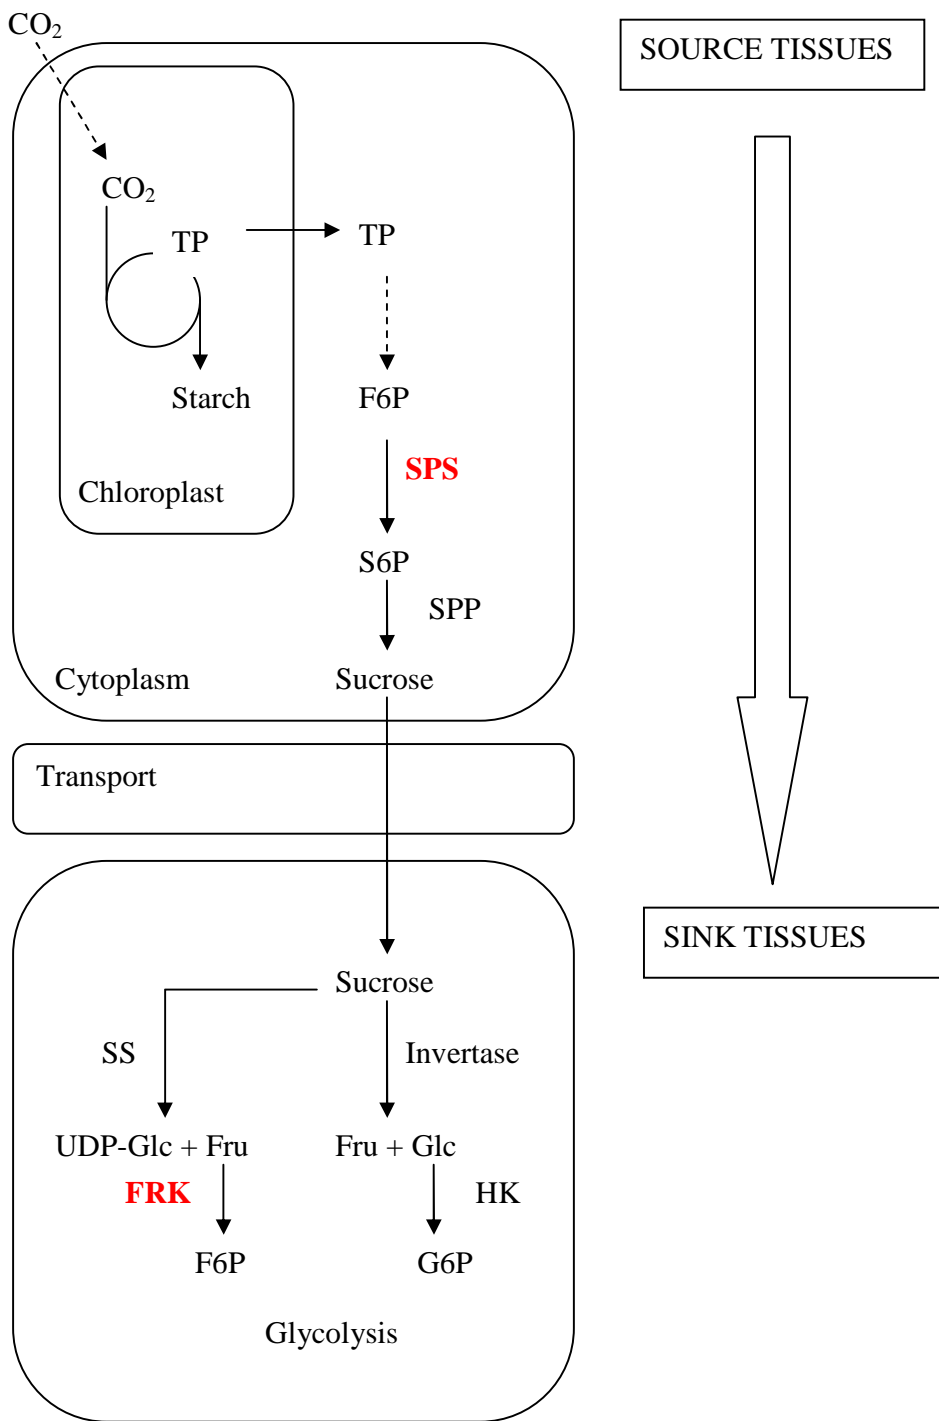 CO₂
SOURCE TISSUES
CO₂
TP
TP
Starch
F6P
SPS
Chloroplast
S6P
SPP
Cytoplasm
Sucrose
Transport
SINK TISSUES
Sucrose
SS
Invertase
UDP-Glc + Fru
Fru + Glc
FRK
HK
F6P
G6P
Glycolysis